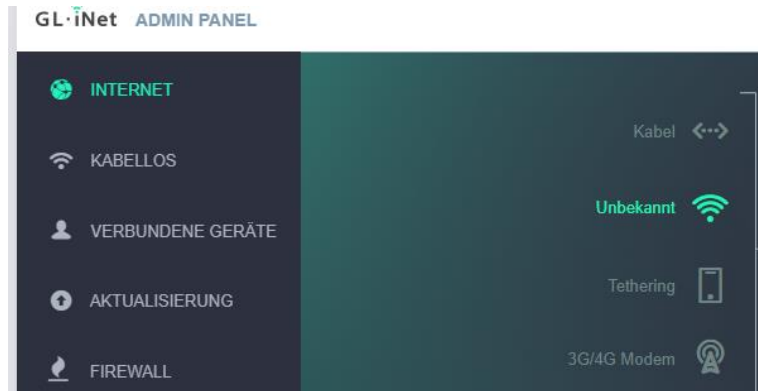 GL·iNet ADMIN PANEL
INTERNET
KABELLOS
VERBUNDENE GERÄTE
AKTUALISIERUNG
FIREWALL
Kabel
Unbekannt
Tethering
3G/4G Modem